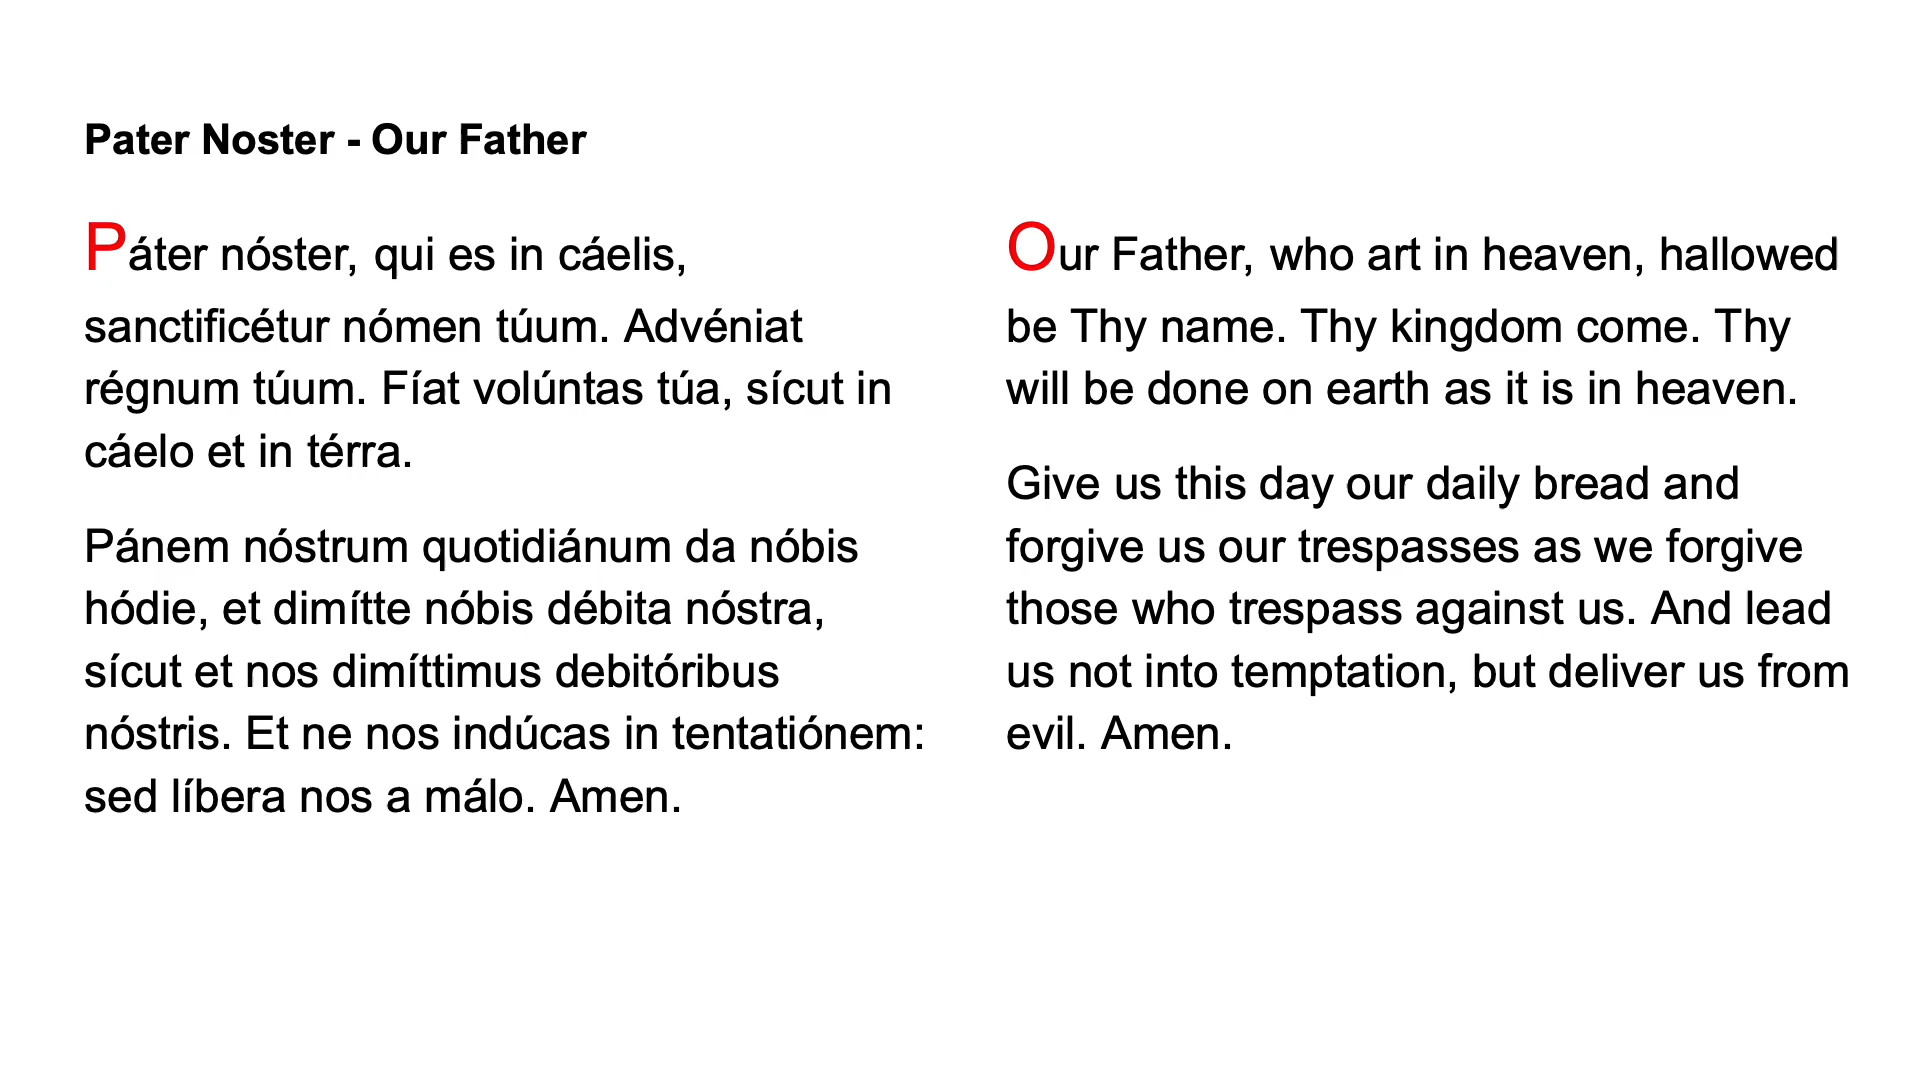 Pater Noster - Our Father
Páter nóster, qui es in cáelis,
sanctificétur nómen túum. Advéniat
régnum túum. Fíat volúntas túa, sícut in
cáelo et in térra.
Pánem nóstrum quotidiánum da nóbis
hódie, et dimítte nóbis débita nóstra,
sícut et nos dimíttimus debitóribus
nóstris. Et ne nos indúcas in tentatiónem:
sed líbera nos a málo. Amen.
Our Father, who art in heaven, hallowed
be Thy name. Thy kingdom come. Thy
will be done on earth as it is in heaven.
Give us this day our daily bread and
forgive us our trespasses as we forgive
those who trespass against us. And lead
us not into temptation, but deliver us from
evil. Amen.